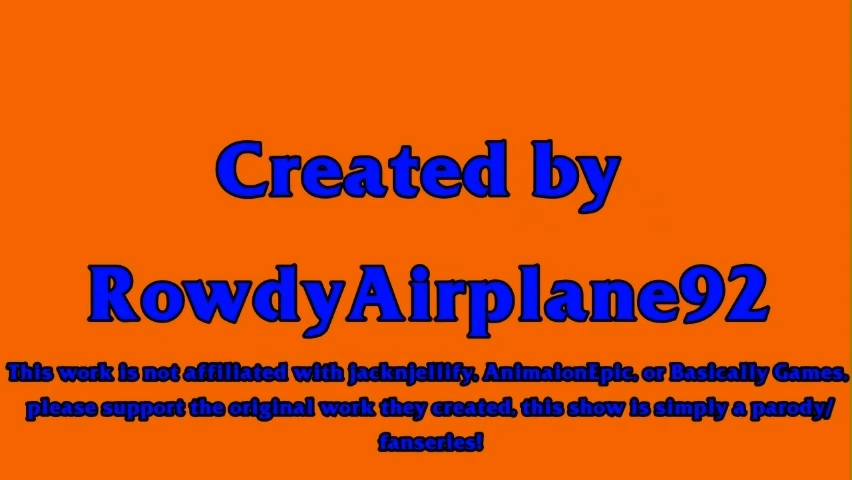 Created by
RowdyAirplane92
This work is not affiliated with jacknjellify, AnimaionEpic, or Basically Games,
please support the original work they created, this show is simply a parody/
fanseries!